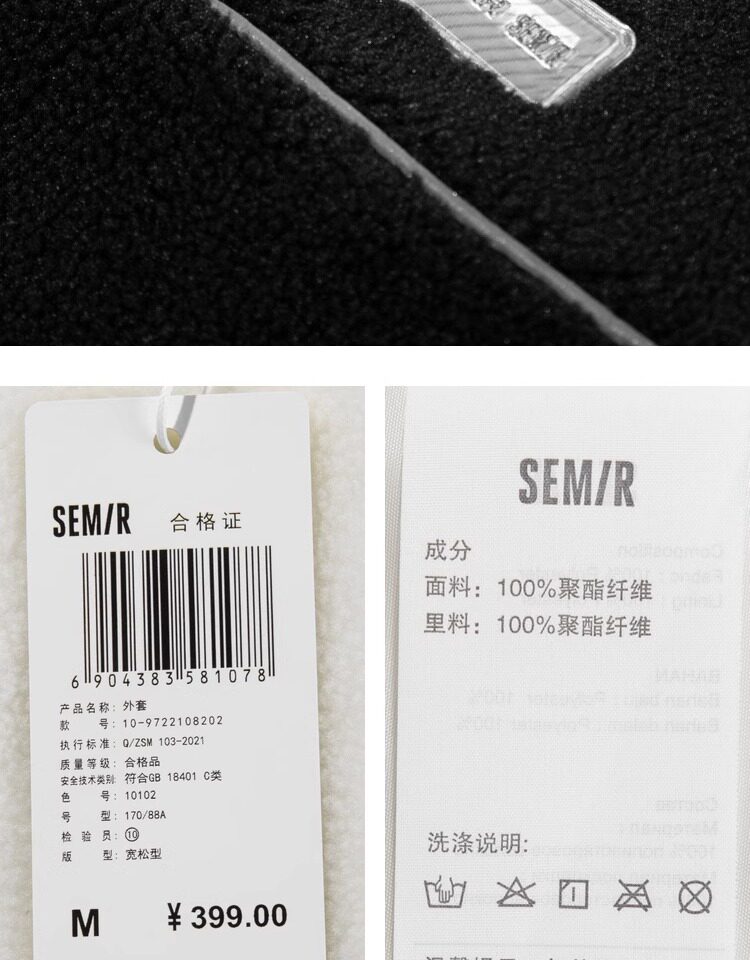 SEMIR
SEM/R 合格证
6 904383 581078
产品名称: 外套
款 号: 10-9722108202
执行标准: Q/ZSM 103-2021
质量等级: 合格品
安全技术类别: 符合GB 18401 C类
色 号: 10102
号 型: 170/88A
检 验 员: ⑩
版 型: 宽松型
M ¥ 399.00
SEM/R
成分
面料: 100%聚酯纤维
里料: 100%聚酯纤维
洗涤说明: